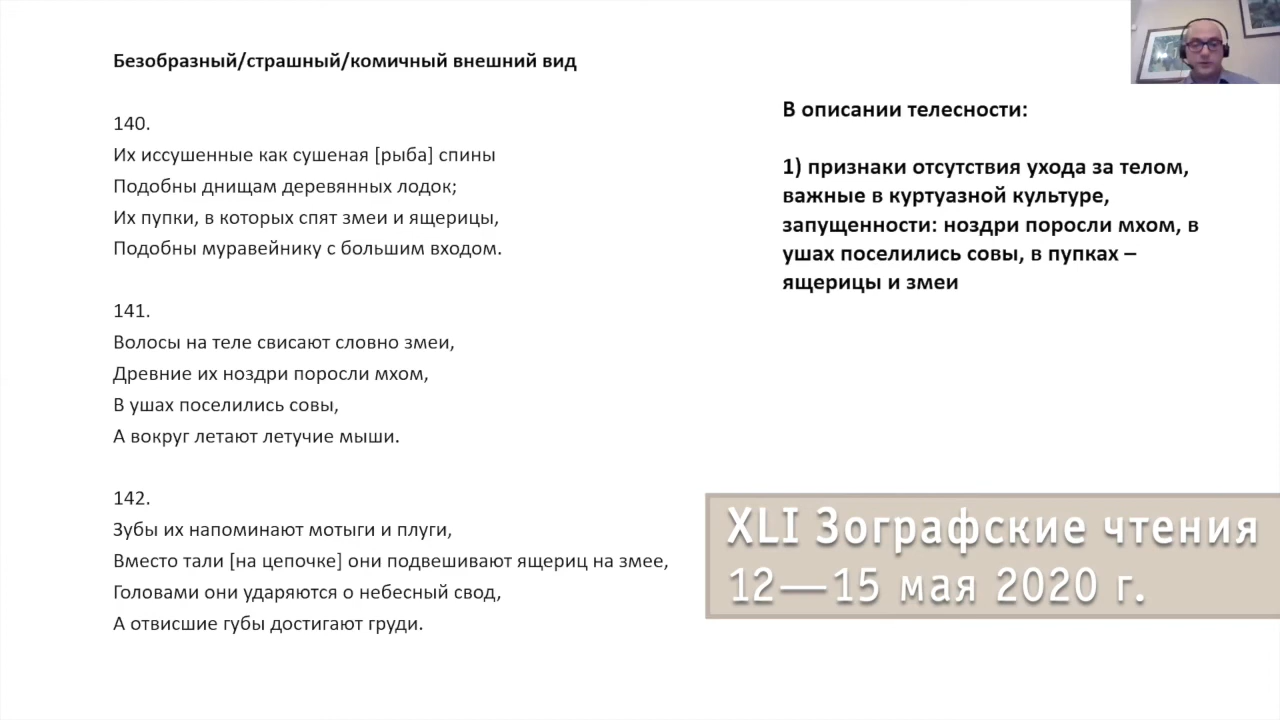 Безобразный/страшный/комичный внешний вид
140.
Их иссушенные как сушеная [рыба] спины
Подобны днищам деревянных лодок;
Их пупки, в которых спят змеи и ящерицы,
Подобны муравейнику с большим входом.
141.
Волосы на теле свисают словно змеи,
Древние их ноздри поросли мхом,
В ушах поселились совы,
А вокруг летают летучие мыши.
142.
Зубы их напоминают мотыги и плуги,
Вместо тали [на цепочке] они подвешивают ящериц на змее,
Головами они ударяются о небесный свод,
А отвисшие губы достигают груди.
В описании телесности:
1) признаки отсутствия ухода за телом,
важные в куртуазной культуре,
запущенности: ноздри поросли мхом, в
ушах поселились совы, в пупках –
ящерицы и змеи
XLI Зографские чтения
12—15 мая 2020 г.